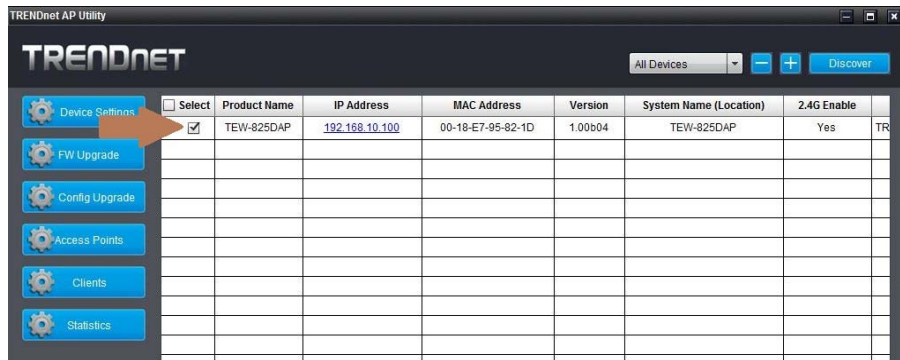 TRENDnet AP Utility
TRENDNET
All Devices
Discover
Select Product Name IP Address MAC Address Version System Name (Location) 2.4G Enable
TEW-825DAP 192.168.10.100 00-18-E7-95-82-1D 1.00b04 TEW-825DAP Yes TR
Device Settings
FW Upgrade
Config Upgrade
Access Points
Clients
Statistics